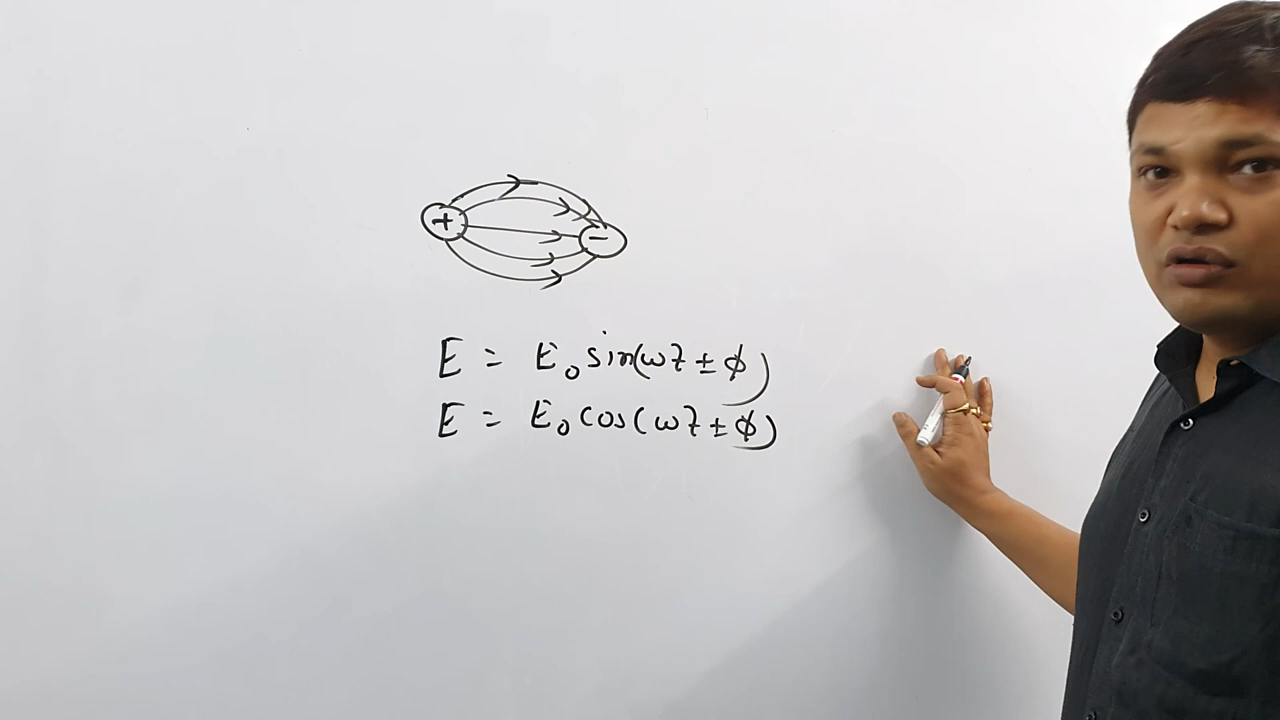 + -
E = E₀ sin(ωt ± ϕ)
E = E₀ cos(ωt ± ϕ)